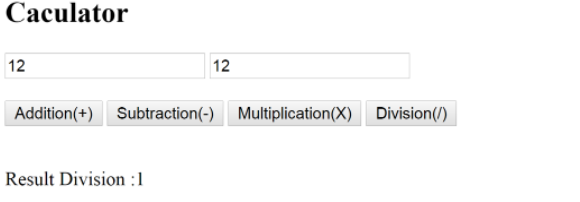 Caculator
12 12
Addition(+) Subtraction(-) Multiplication(X) Division(/)
Result Division :1